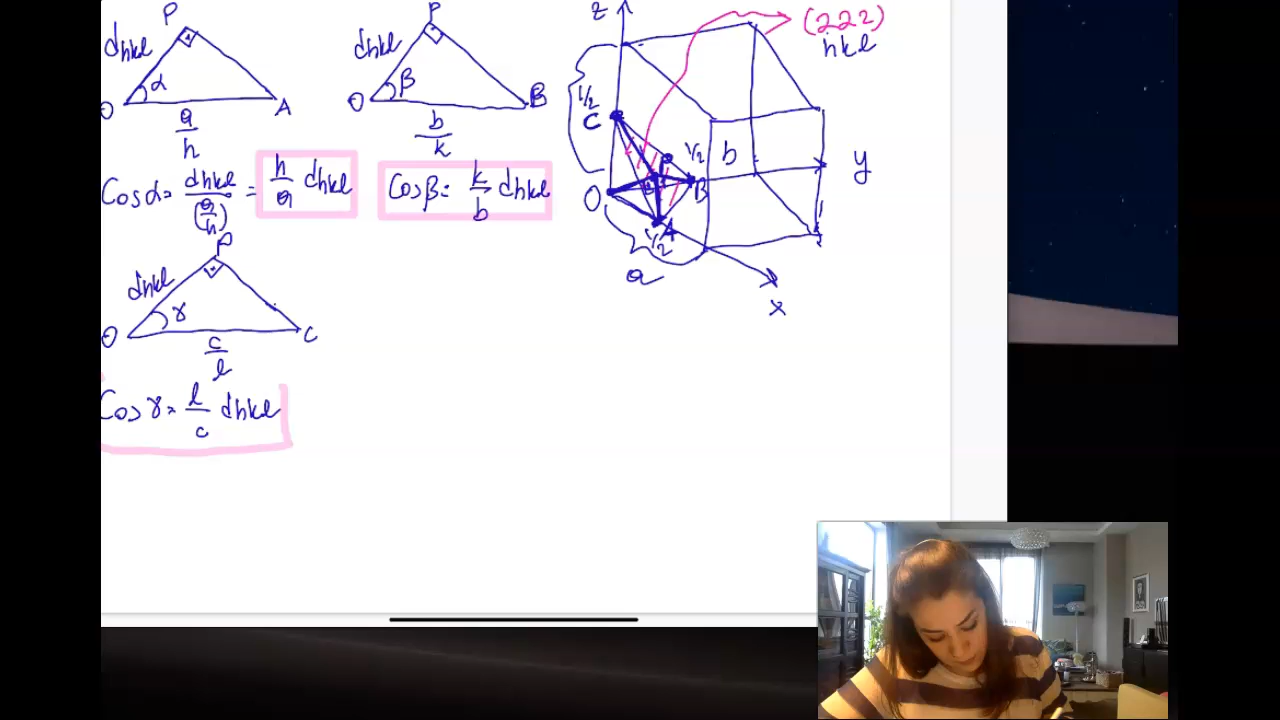 P
dhkl
α
O
A
a/h
Cos α = dhkl/(a/h) = h/a dhkl
P
dhkl
β
O
B
b/k
Cos β = k/b dhkl
P
dhkl
γ
O
C
c/l
Cos γ = l/c dhkl
z
(222)
hkl
1/2
C
1/2
b
y
O
B
A
1/2
a
x